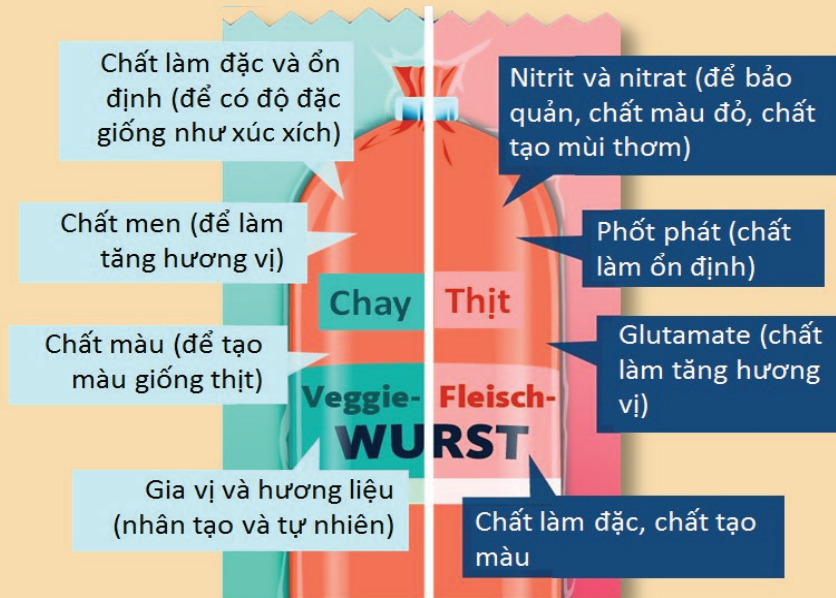 Chất làm đặc và ổn
định (để có độ đặc
giống như xúc xích)
Chất men (để làm
tăng hương vị)
Chất màu (để tạo
màu giống thịt)
Gia vị và hương liệu
(nhân tạo và tự nhiên)
Nitrit và nitrat (để bảo
quản, chất màu đỏ, chất
tạo mùi thơm)
Phốt phát (chất
làm ổn định)
Glutamate (chất
làm tăng hương
vị)
Chất làm đặc, chất tạo
màu
Chay Thịt
Veggie- Fleisch-
WURST